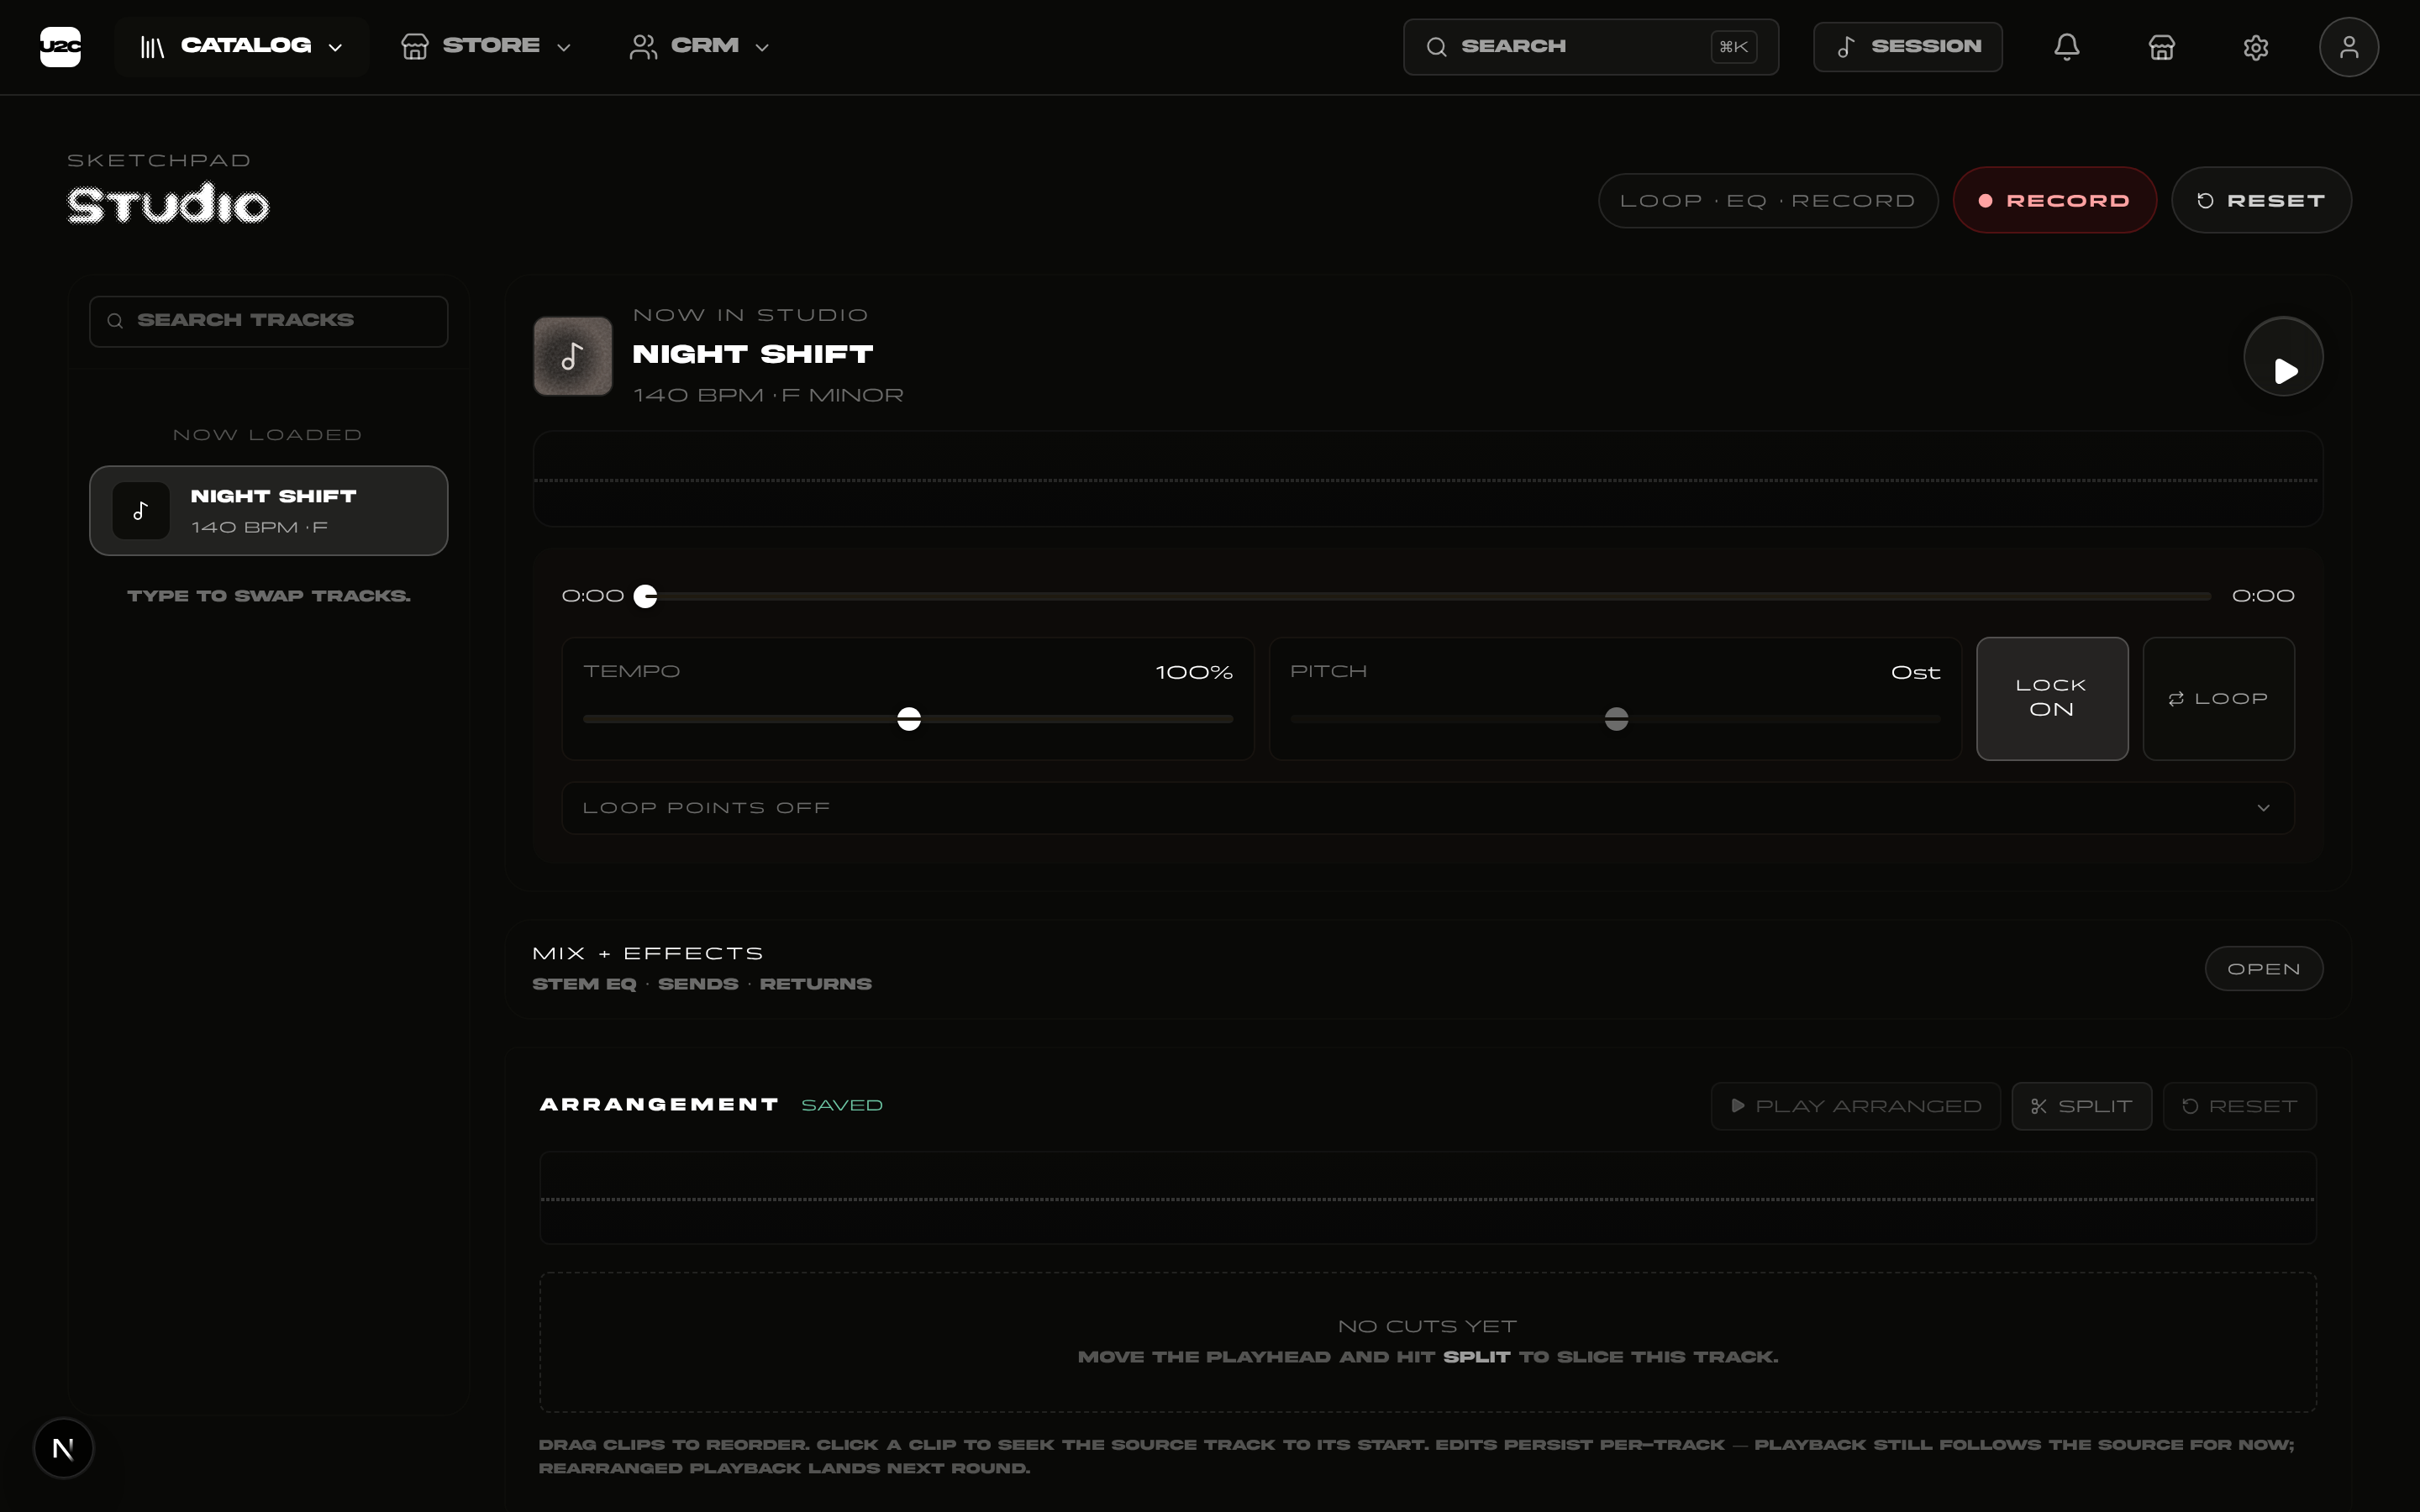 U2C
CATALOG
STORE
CRM
SEARCH
⌘K
SESSION
SKETCHPAD
Studio
LOOP · EQ · RECORD
RECORD
RESET
SEARCH TRACKS
NOW LOADED
NIGHT SHIFT
140 BPM · F
TYPE TO SWAP TRACKS.
NOW IN STUDIO
NIGHT SHIFT
140 BPM · F MINOR
0:00
0:00
TEMPO
100%
PITCH
0st
LOCK
ON
LOOP
LOOP POINTS OFF
MIX + EFFECTS
STEM EQ · SENDS · RETURNS
OPEN
ARRANGEMENT
SAVED
PLAY ARRANGED
SPLIT
RESET
NO CUTS YET
MOVE THE PLAYHEAD AND HIT SPLIT TO SLICE THIS TRACK.
DRAG CLIPS TO REORDER. CLICK A CLIP TO SEEK THE SOURCE TRACK TO ITS START. EDITS PERSIST PER-TRACK — PLAYBACK STILL FOLLOWS THE SOURCE FOR NOW;
REARRANGED PLAYBACK LANDS NEXT ROUND.
N